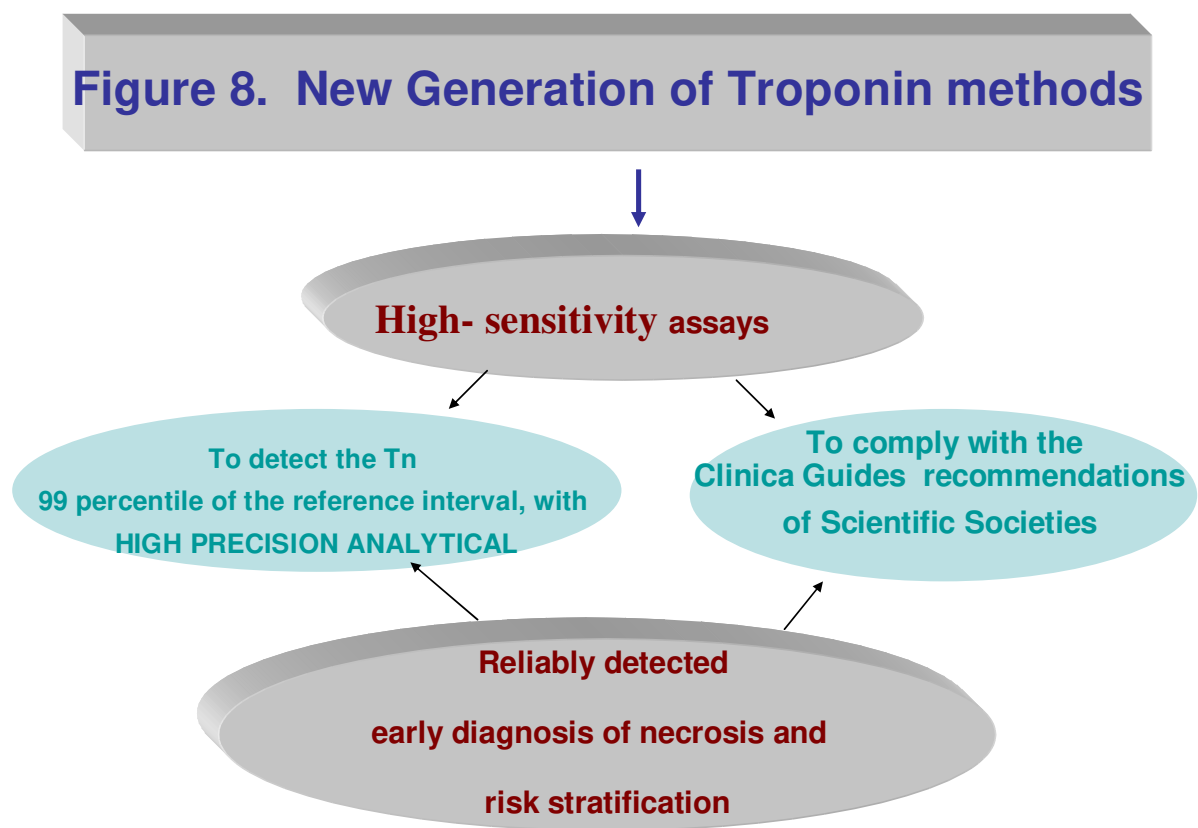 Figure 8. New Generation of Troponin methods
High- sensitivity assays
To detect the Tn
99 percentile of the reference interval, with
HIGH PRECISION ANALYTICAL
To comply with the
Clinica Guides recommendations
of Scientific Societies
Reliably detected
early diagnosis of necrosis and
risk stratification